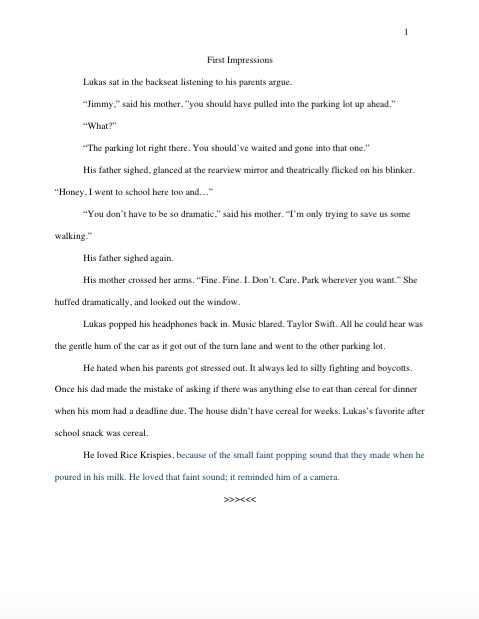 1
First Impressions
Lukas sat in the backseat listening to his parents argue.
“Jimmy,” said his mother, ”you should have pulled into the parking lot up ahead.”
“What?”
“The parking lot right there. You should’ve waited and gone into that one.”
His father sighed, glanced at the rearview mirror and theatrically flicked on his blinker.
“Honey, I went to school here too and…”
“You don’t have to be so dramatic,” said his mother. “I’m only trying to save us some
walking.”
His father sighed again.
His mother crossed her arms. “Fine. Fine. I. Don’t. Care. Park wherever you want.” She
huffed dramatically, and looked out the window.
Lukas popped his headphones back in. Music blared. Taylor Swift. All he could hear was
the gentle hum of the car as it got out of the turn lane and went to the other parking lot.
He hated when his parents got stressed out. It always led to silly fighting and boycotts.
Once his dad made the mistake of asking if there was anything else to eat than cereal for dinner
when his mom had a deadline due. The house didn’t have cereal for weeks. Lukas’s favorite after
school snack was cereal.
He loved Rice Krispies, because of the small faint popping sound that they made when he
poured in his milk. He loved that faint sound; it reminded him of a camera.
>>><<<